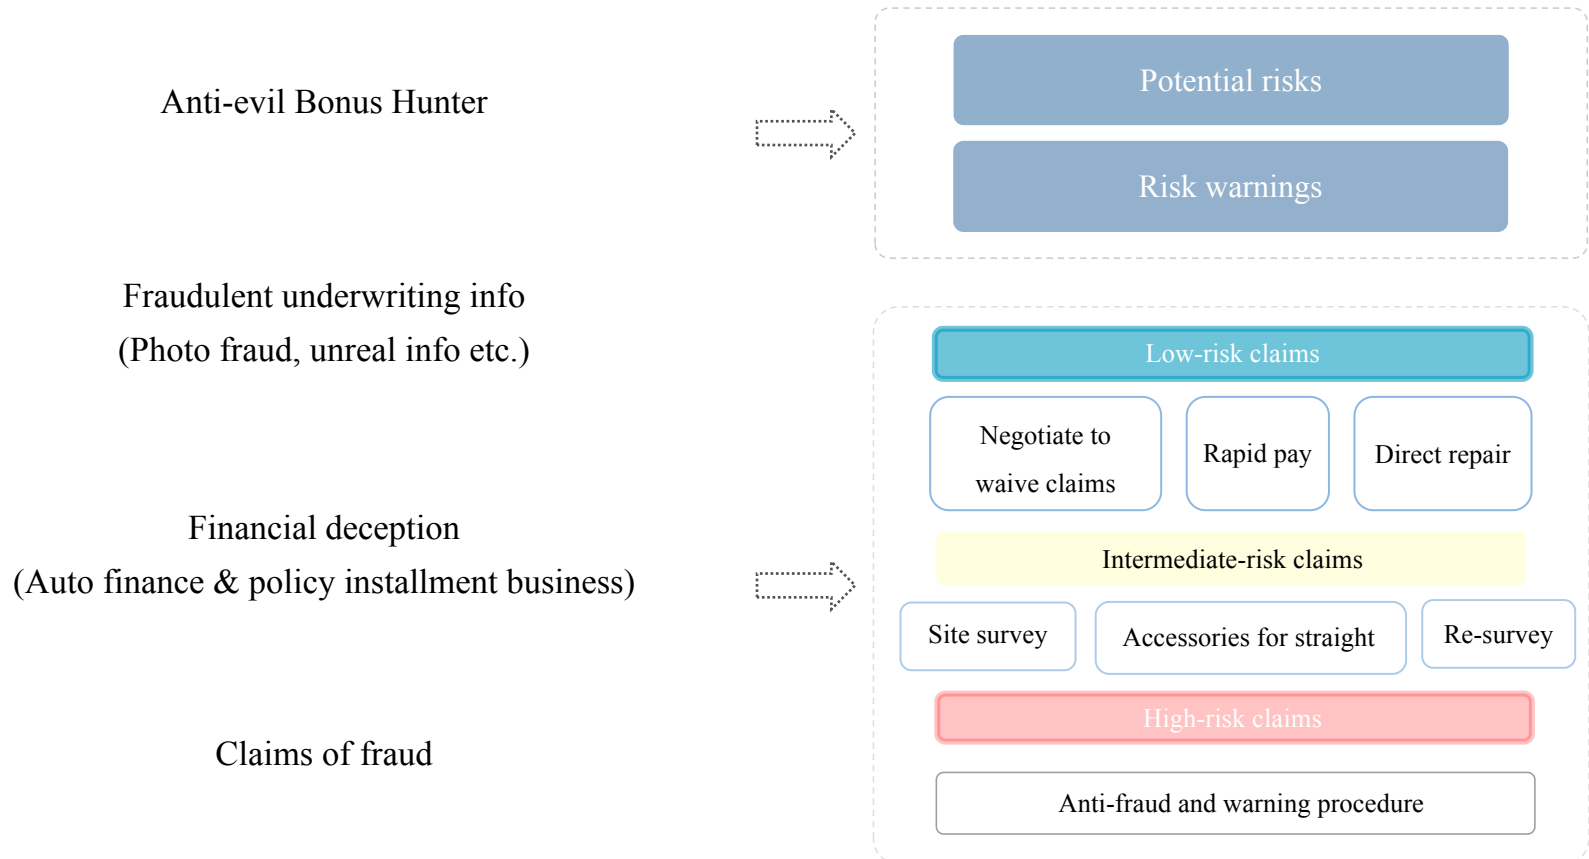 Anti-evil Bonus Hunter
Fraudulent underwriting info
(Photo fraud, unreal info etc.)
Financial deception
(Auto finance & policy installment business)
Claims of fraud
Potential risks
Risk warnings
Low-risk claims
Negotiate to
waive claims
Rapid pay
Direct repair
Intermediate-risk claims
Site survey
Accessories for straight
Re-survey
High-risk claims
Anti-fraud and warning procedure